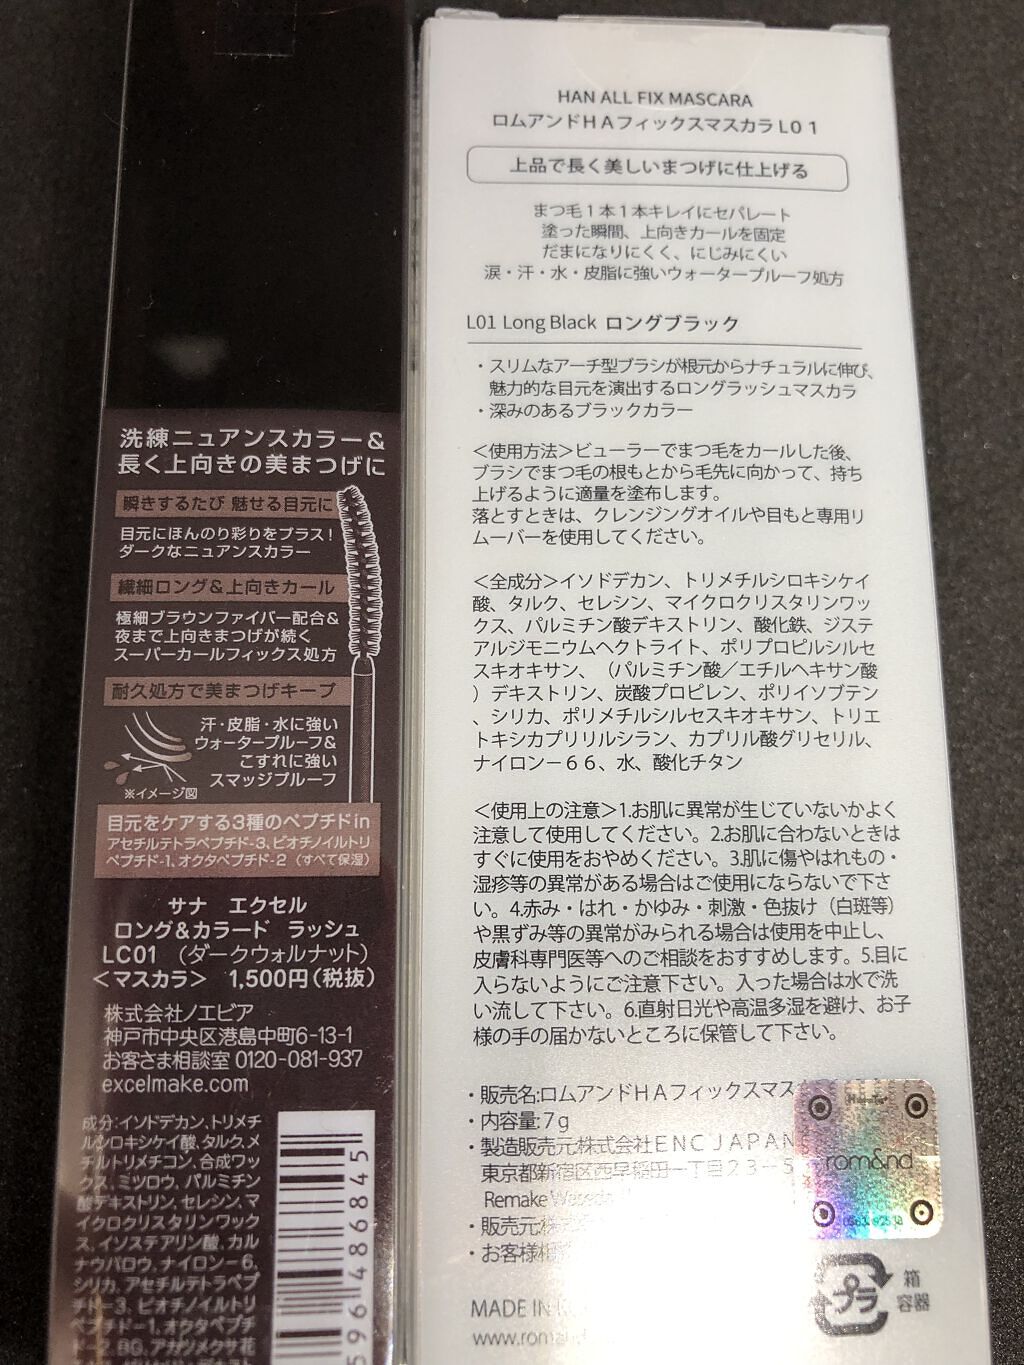 洗練ニュアンスカラー&
長く上向きの美まつげに
瞬きするたび 魅せる目元に
目元にほんのり彩りをプラス!
ダークなニュアンスカラー
繊細ロング&上向きカール
極細ブラウンファイバー配合&
夜まで上向きまつげが続く
スーパーカールフィックス処方
耐久処方で美まつげキープ
汗・皮脂・水に強い
ウォータープルーフ&
こすれに強い
スマッジプルーフ
※イメージ図
目元をケアする3種のペプチドin
アセチルテトラペプチド-3、ビオチノイルトリ
ペプチド-1、オクタペプチド-2(すべて保湿)
サナ エクセル
ロング&カラード ラッシュ
LC01 (ダークウォルナット)
<マスカラ> 1,500円(税抜)
株式会社ノエビア
神戸市中央区港島中町6-13-1
お客さま相談室 0120-081-937
excelmake.com
成分:イソドデカン、トリメチ
ルシロキシケイ酸、タルク、メ
チルトリメチコン、合成ワッ
クス、ミツロウ、パルミチン
酸デキストリン、セレシン、マ
イクロクリスタリンワック
ス、イソステアリン酸、カル
ナウバロウ、ナイロン-6、
シリカ、アセチルテトラペプ
チド-3、ビオチノイルトリ
ペプチド-1、オクタペプチ
ド-2、BG、アカツメクサ花
5964486845
HAN ALL FIX MASCARA
ロムアンドHAフィックスマスカラ L01
上品で長く美しいまつげに仕上げる
まつ毛1本1本キレイにセパレート
塗った瞬間、上向きカールを固定
だまになりにくく、にじみにくい
涙・汗・水・皮脂に強いウォータープルーフ処方
L01 Long Black ロングブラック
・スリムなアーチ型ブラシが根元からナチュラルに伸び、
魅力的な目元を演出するロングラッシュマスカラ
・深みのあるブラックカラー
<使用方法>ビューラーでまつ毛をカールした後、
ブラシでまつ毛の根もとから毛先に向かって、持ち
上げるように適量を塗布します。
落とすときは、クレンジングオイルや目もと専用リ
ムーバーを使用してください。
<全成分>イソドデカン、トリメチルシロキシケイ
酸、タルク、セレシン、マイクロクリスタリンワッ
クス、パルミチン酸デキストリン、酸化鉄、ジステ
アルジモニウムヘクトライト、ポリプロピルシルセ
スキオキサン、(パルミチン酸/エチルヘキサン酸
)デキストリン、炭酸プロピレン、ポリイソブテン
、シリカ、ポリメチルシルセスキオキサン、トリエ
トキシカプリリルシラン、カプリル酸グリセリル、
ナイロン-66、水、酸化チタン
<使用上の注意>1.お肌に異常が生じていないかよく
注意して使用してください。2.お肌に合わないときは
すぐに使用をおやめください。3.肌に傷やはれもの・
湿疹等の異常がある場合はご使用にならないで下さ
い。4.赤み・はれ・かゆみ・刺激・色抜け(白斑等)
や黒ずみ等の異常がみられる場合は使用を中止し、
皮膚科専門医等へのご相談をおすすめします。5.目に
入らないようにご注意下さい。入った場合は水で洗
い流して下さい。6.直射日光や高温多湿を避け、お子
様の手の届かないところに保管して下さい。
・販売名:ロムアンドHAフィックスマス
・内容量:7g
・製造販売元:株式会社ENC JAPAN
東京都新宿区西早稲田一丁目23-5
Remake
・販売元:株
・お客様相
MADE IN
www.roma
rom&nd
プラ
箱
容器